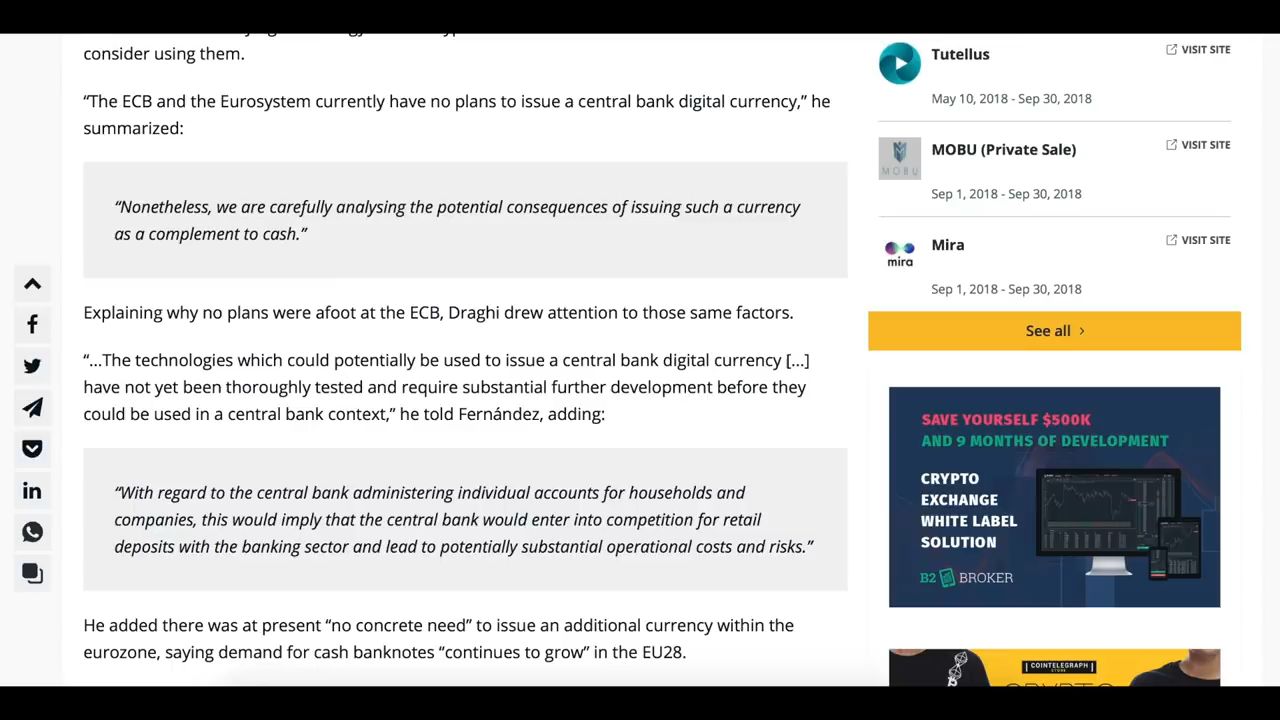 consider using them.
“The ECB and the Eurosystem currently have no plans to issue a central bank digital currency,” he
summarized:
“Nonetheless, we are carefully analysing the potential consequences of issuing such a currency
as a complement to cash.”
Explaining why no plans were afoot at the ECB, Draghi drew attention to those same factors.
“...The technologies which could potentially be used to issue a central bank digital currency [...]
have not yet been thoroughly tested and require substantial further development before they
could be used in a central bank context,” he told Fernández, adding:
“With regard to the central bank administering individual accounts for households and
companies, this would imply that the central bank would enter into competition for retail
deposits with the banking sector and lead to potentially substantial operational costs and risks.”
He added there was at present “no concrete need” to issue an additional currency within the
eurozone, saying demand for cash banknotes “continues to grow” in the EU28.
Tutellus
VISIT SITE
May 10, 2018 - Sep 30, 2018
MOBU
MOBU (Private Sale)
VISIT SITE
Sep 1, 2018 - Sep 30, 2018
mira
Mira
VISIT SITE
Sep 1, 2018 - Sep 30, 2018
See all
SAVE YOURSELF $500K
AND 9 MONTHS OF DEVELOPMENT
CRYPTO
EXCHANGE
WHITE LABEL
SOLUTION
B2 BROKER
COINTELEGRAPH
STORE